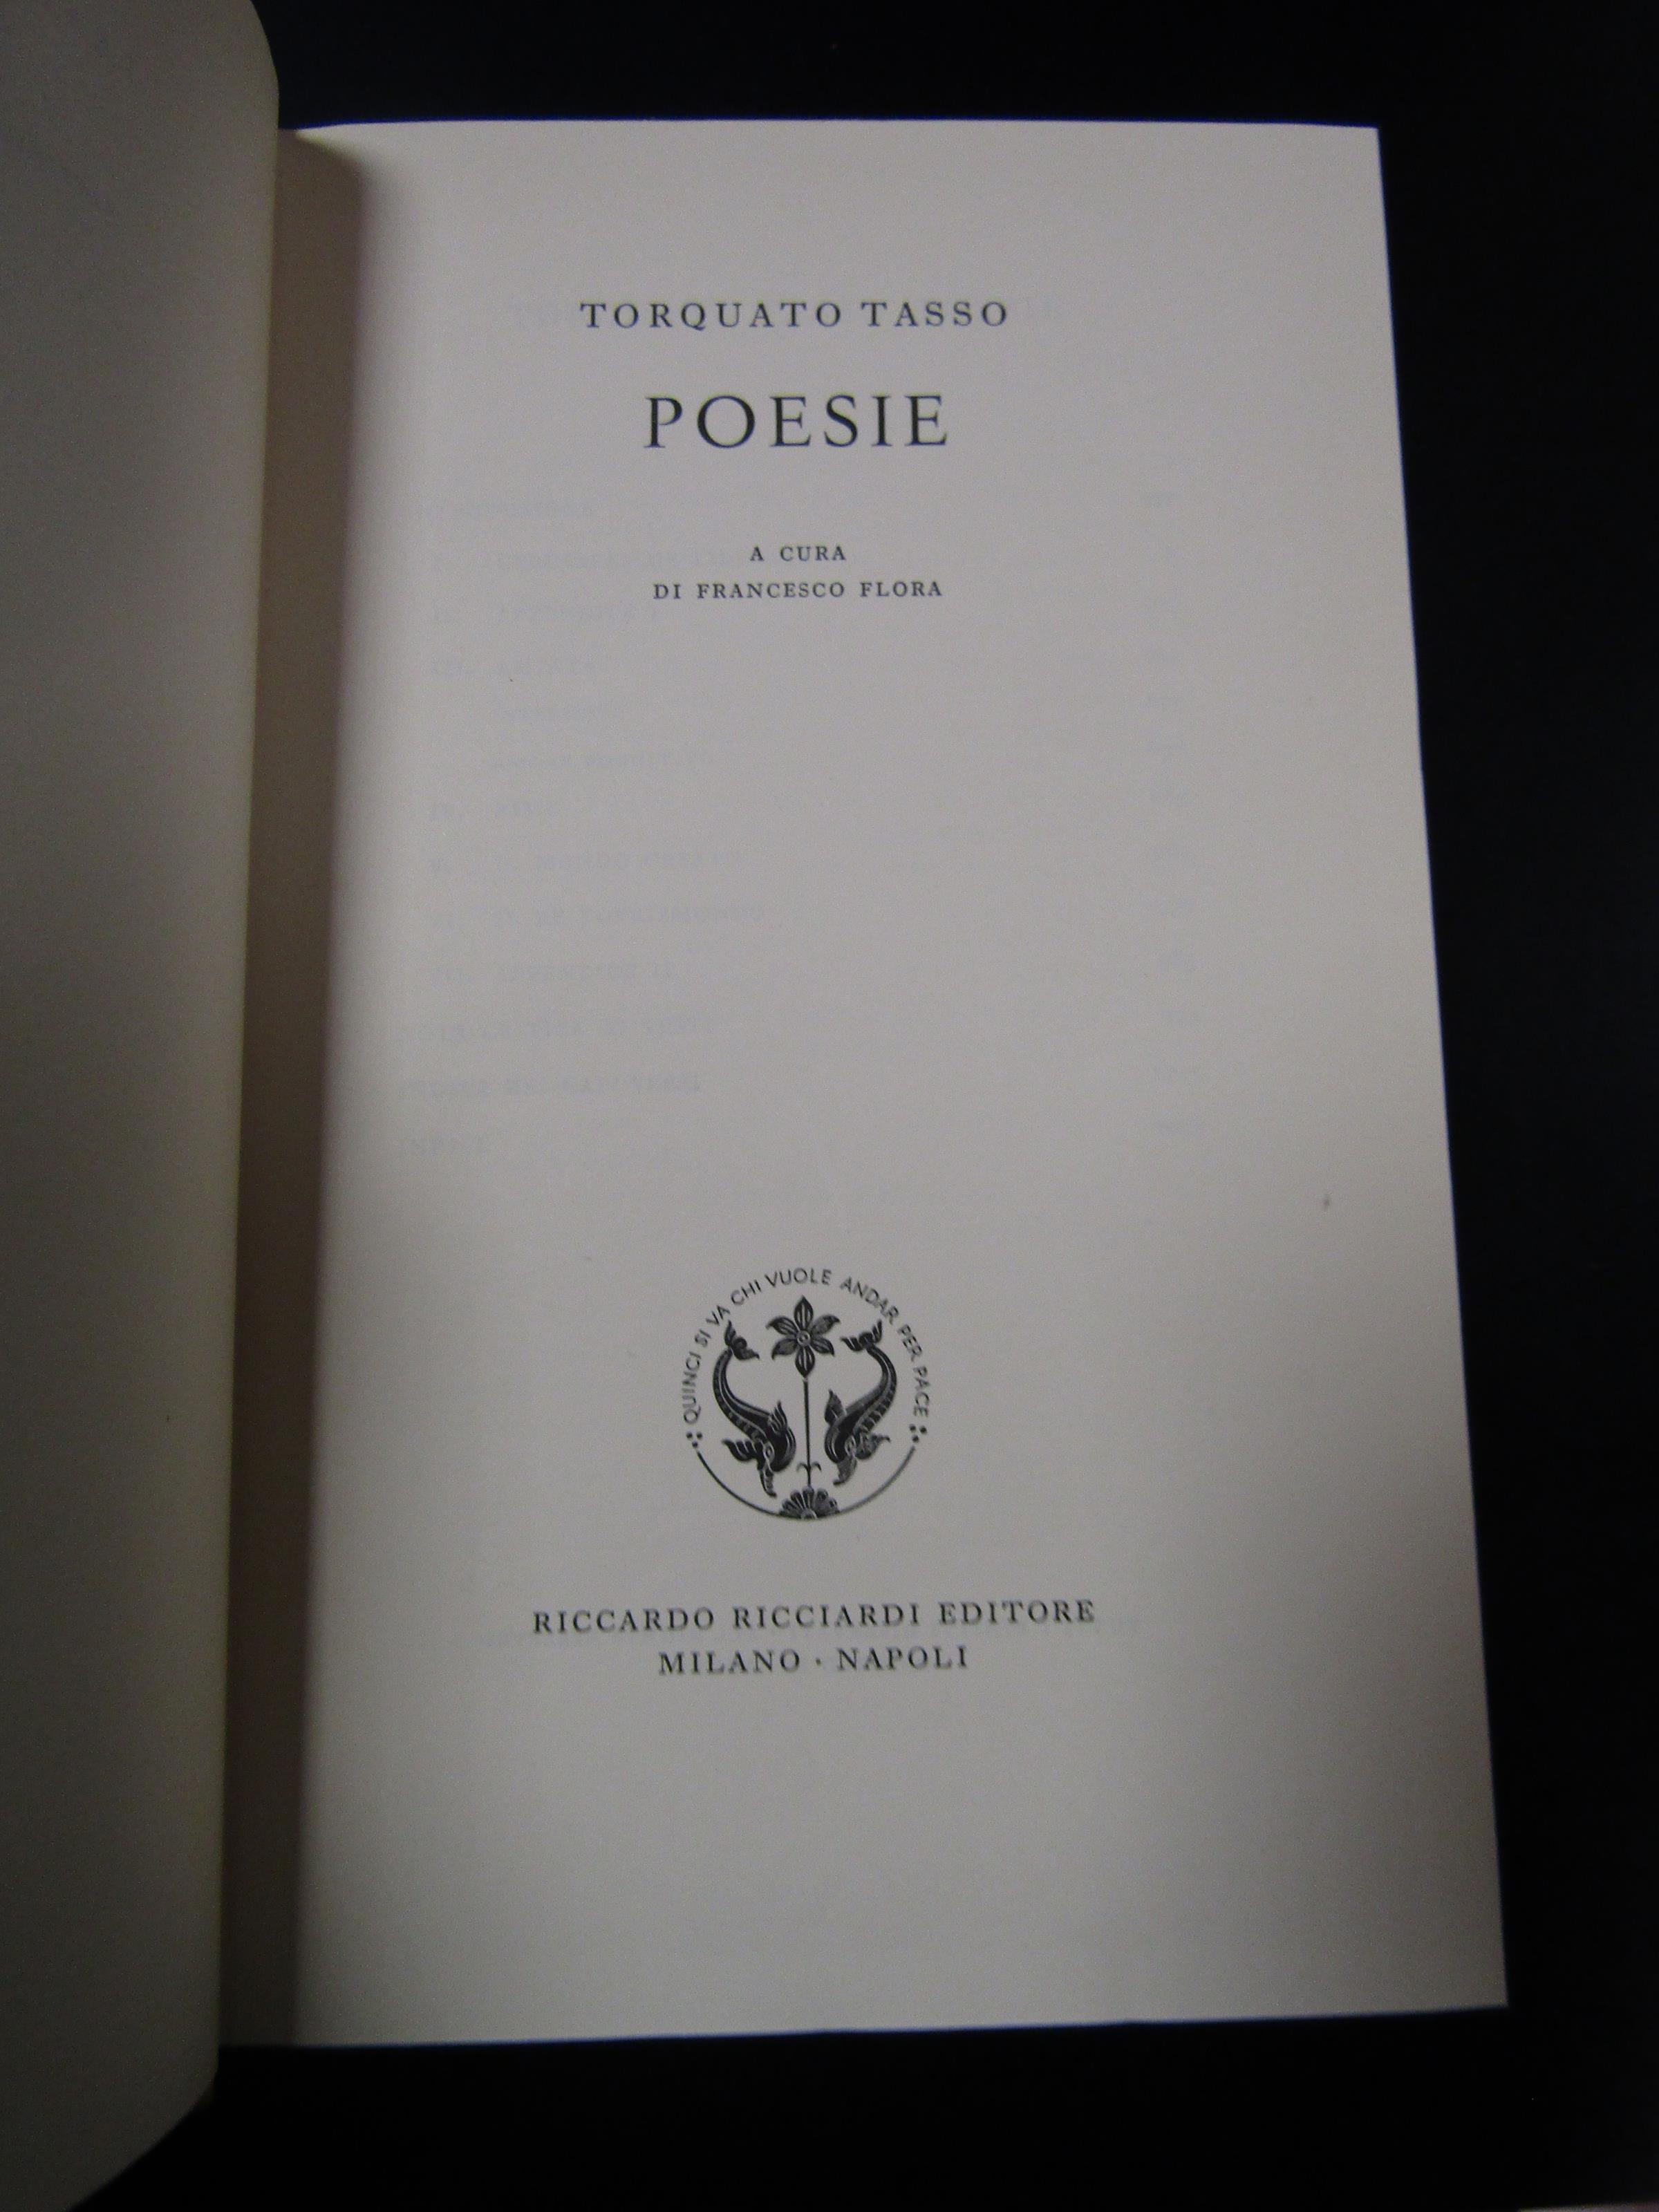 TORQUATO TASSO
POESIE
A CURA
DI FRANCESCO FLORA
QUINCI SI VA CHI VUOLE ANDAR PER PACE
RICCARDO RICCIARDI EDITORE
MILANO · NAPOLI